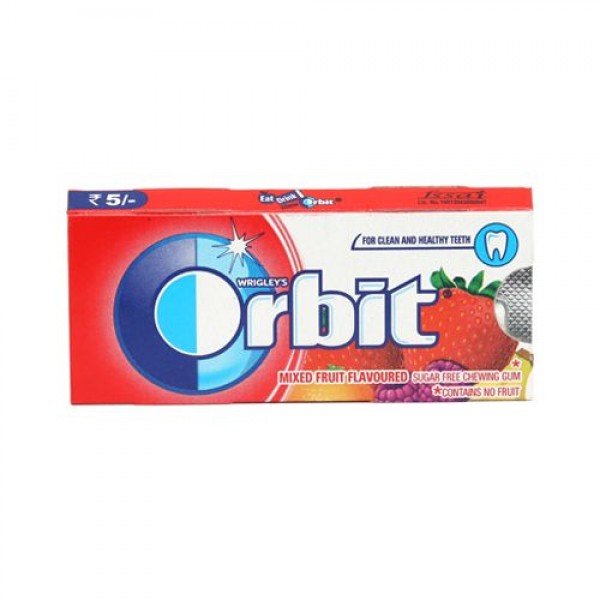 ₹ 5/-
Eat Drink Orbit®
fssai
FOR CLEAN AND HEALTHY TEETH
WRIGLEY'S
Orbit
MIXED FRUIT FLAVOURED SUGAR FREE CHEWING GUM*
*CONTAINS NO FRUIT